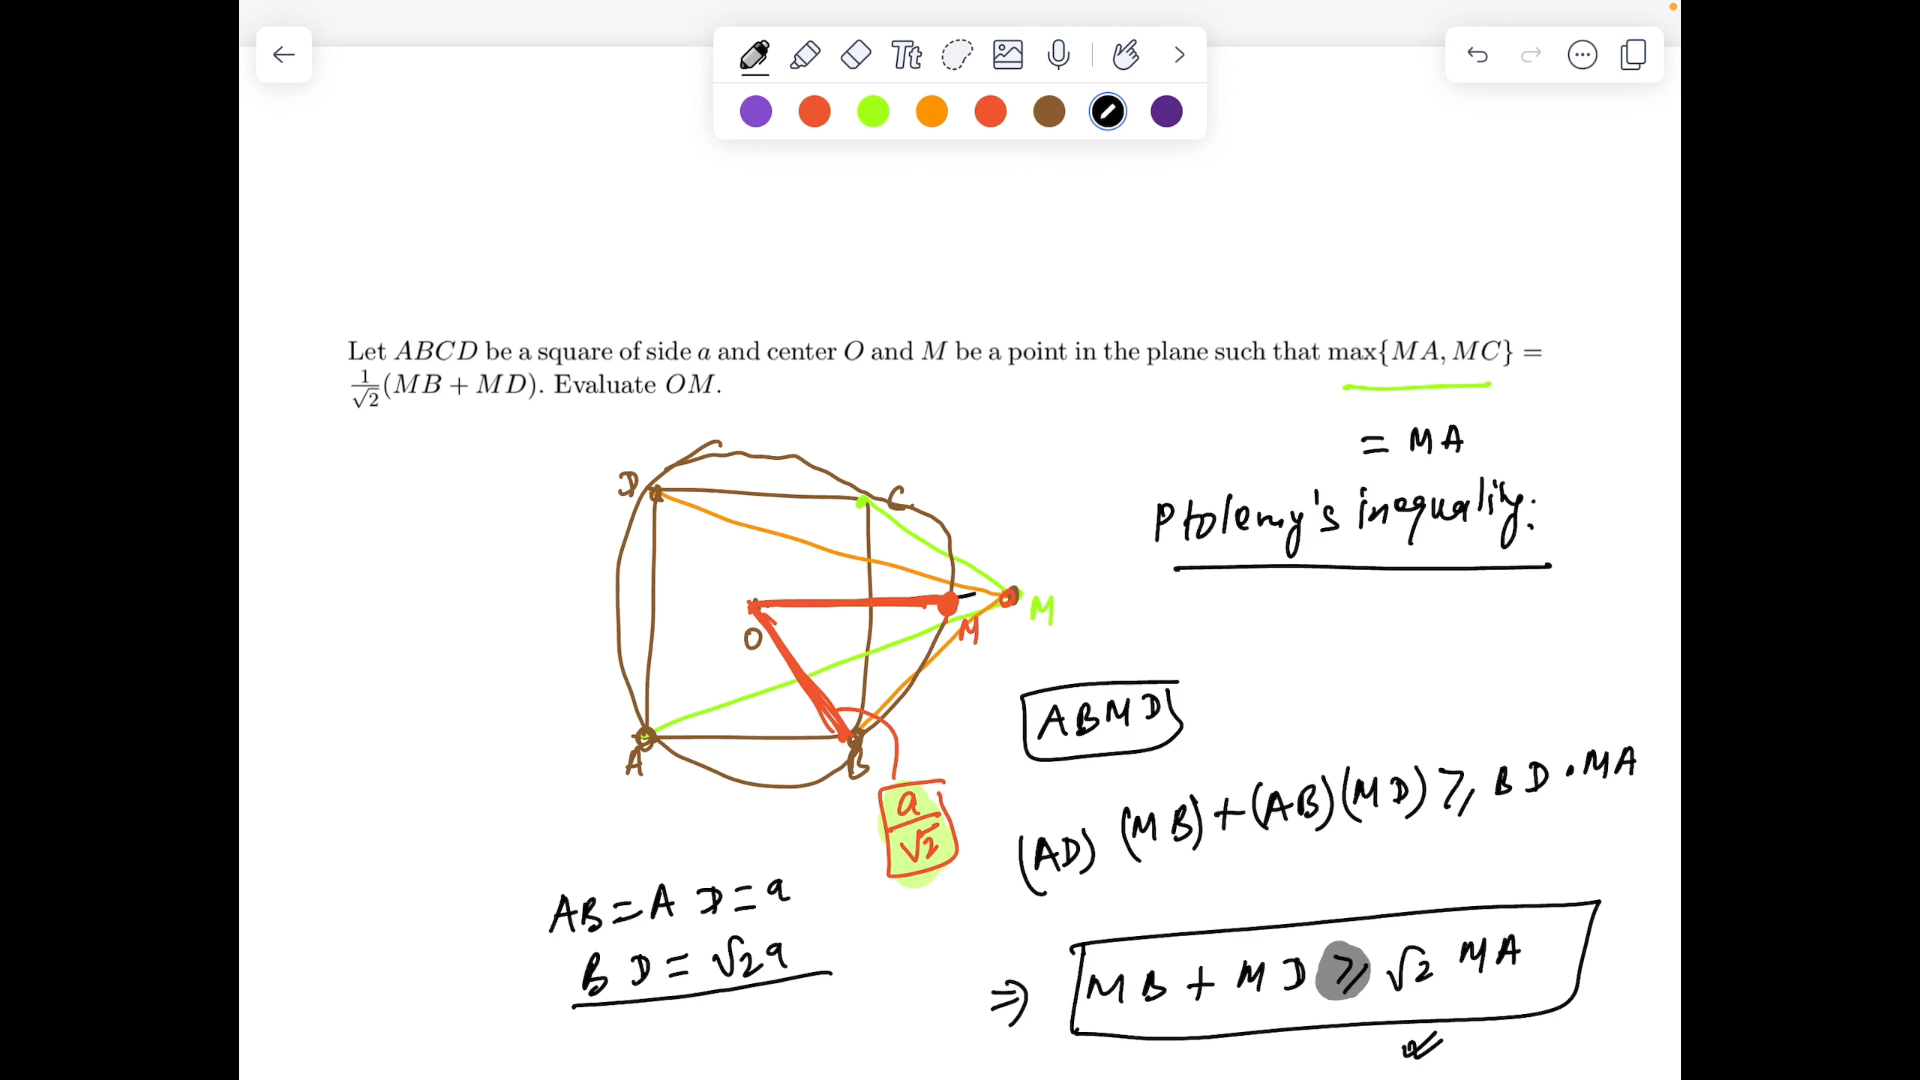 Tt
Let ABCD be a square of side a and center O and M be a point in the plane such that max{MA, MC} =
1/√2 (MB + MD). Evaluate OM.
= MA
Ptolemy's inequality:
D
C
O
M
M
A
B
a/√2
ABMD
(AD) (MB) + (AB)(MD) ⩾ BD · MA
AB = AD = a
BD = √2a
⇒ MB + MD ⩾ √2 MA